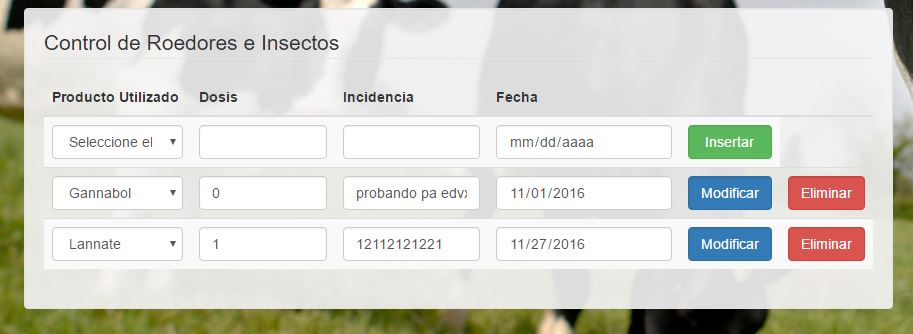 Control de Roedores e Insectos
Producto Utilizado Dosis Incidencia Fecha
Seleccione el mm/dd/aaaa Insertar
Gannabol 0 probando pa edvx 11/01/2016 Modificar Eliminar
Lannate 1 12112121221 11/27/2016 Modificar Eliminar